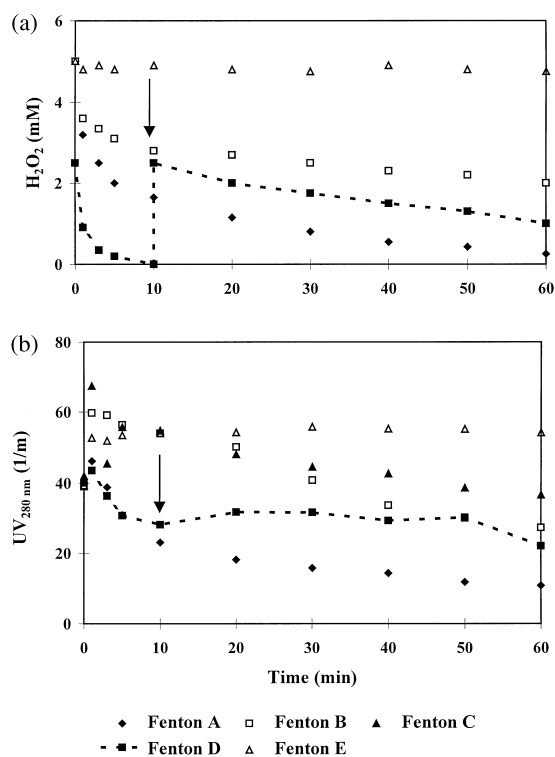 (a)
6
4
2
0
H₂O₂ (mM)
0 10 20 30 40 50 60
(b)
80
60
40
20
0
UV₂₈₀ ₙₘ (1/m)
0 10 20 30 40 50 60
Time (min)
Fenton A Fenton B Fenton C
Fenton D Fenton E